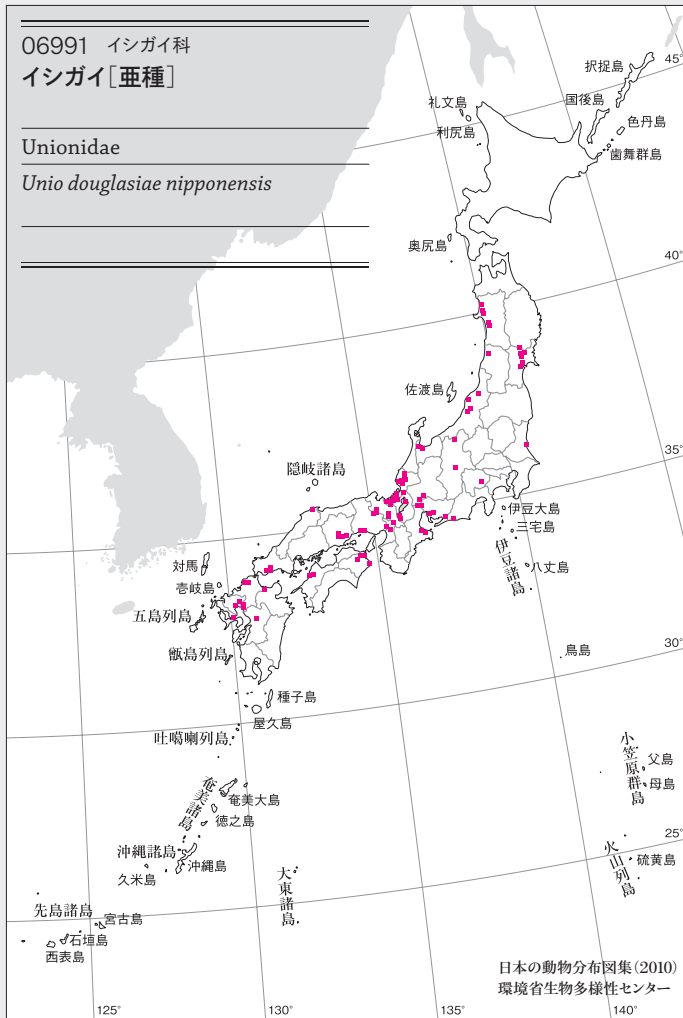 06991 イシガイ科
イシガイ［亜種］
Unionidae
Unio douglasiae nipponensis
択捉島
45°
国後島
礼文島
色丹島
利尻島
歯舞群島
奥尻島
40°
佐渡島
35°
隠岐諸島
伊豆大島
三宅島
対馬
伊豆諸島
八丈島
壱岐島
五島列島
鳥島
30°
甑島列島
種子島
屋久島
吐噶喇列島
小笠原群島
父島
母島
奄美諸島
奄美大島
徳之島
25°
沖縄諸島
沖縄島
火山列島
硫黄島
久米島
大東諸島
先島諸島
宮古島
石垣島
西表島
日本の動物分布図集(2010)
環境省生物多様性センター
125°
130°
135°
140°